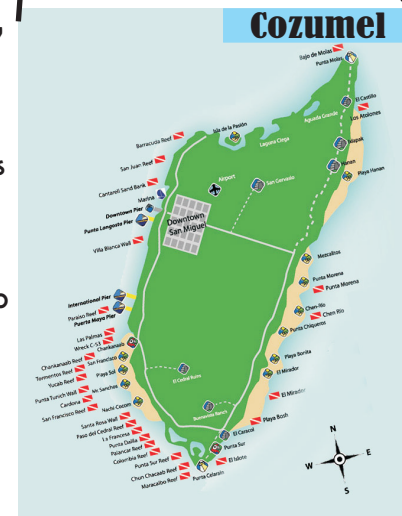 Cozumel
Bajo de Molas
Punta Molas
El Castillo
Los Atolones
Isla de la Pasión
Aguada Grande
Laguna Ciega
Barracuda Reef
San Juan Reef
Airport
San Gervasio
Hanan
Playa Hanan
Cantarell Sand Bank
Marina
Downtown Pier
Punta Langosta Pier
Downtown
San Miguel
Villa Blanca Wall
Mezcalitos
Punta Morena
Punta Morena
International Pier
Paraiso Reef
Puerta Maya Pier
Chen-Río
Chen Río
Punta Chiqueros
Las Palmas
Wreck C-53
Chankanaab
Chankanaab Reef
San Francisco
Tormentos Reef
Playa Sol
Yucab Reef
Mr. Sanchos
Punta Tunich Wall
Cardona
Nachi Cocom
San Francisco Reef
Playa Bonita
El Mirador
El Mirador
El Cedral Ruins
Buenavista Ranch
Playa Bosh
Santa Rosa Wall
Paso del Cedral Reef
La Francesa
Punta Dalila
Palancar Reef
Colombia Reef
El Caracol
Punta Sur
Punta Sur Reef
El Islote
Chun Chacaab Reef
Punta Celarain
Maracaibo Reef
N
W
E
S